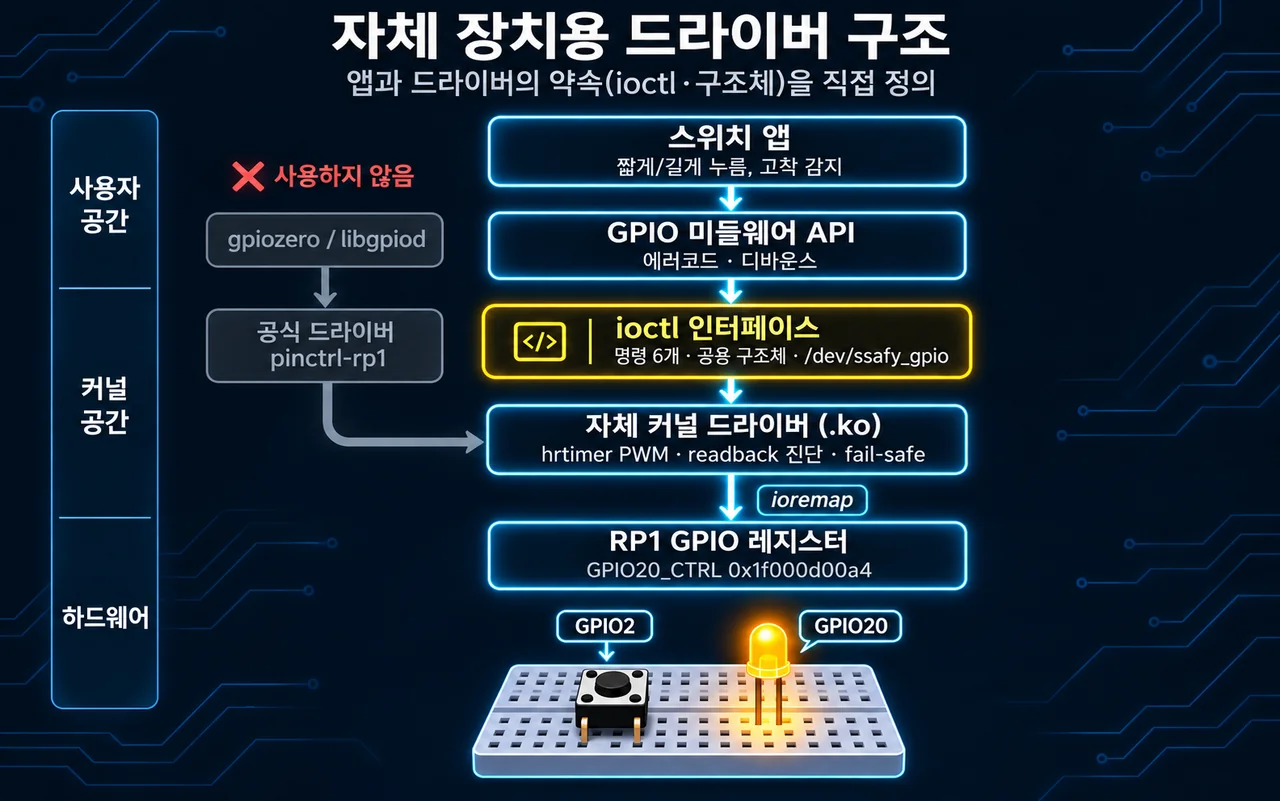 자체 장치용 드라이버 구조
앱과 드라이버의 약속(ioctl·구조체)을 직접 정의
사용자
공간
커널
공간
하드웨어
사용하지 않음
gpiozero / libgpiod
공식 드라이버
pinctrl-rp1
스위치 앱
짧게/길게 누름, 고착 감지
GPIO 미들웨어 API
에러코드 · 디바운스
</>
ioctl 인터페이스
명령 6개 · 공용 구조체 · /dev/ssafy_gpio
자체 커널 드라이버 (.ko)
hrtimer PWM · readback 진단 · fail-safe
ioremap
RP1 GPIO 레지스터
GPIO20_CTRL 0x1f000d00a4
GPIO2
GPIO20